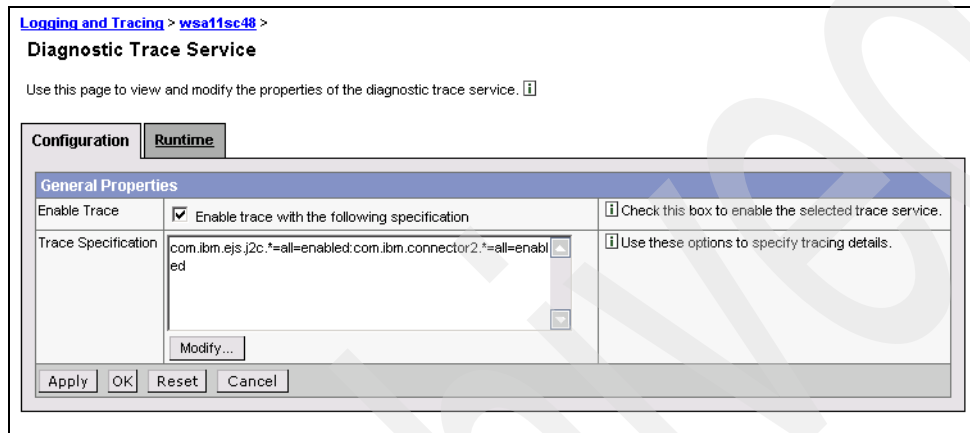 Logging and Tracing > wsa11sc48 >
Diagnostic Trace Service
Use this page to view and modify the properties of the diagnostic trace service. i
Configuration Runtime
General Properties
Enable Trace Enable trace with the following specification i Check this box to enable the selected trace service.
Trace Specification com.ibm.ejs.j2c.*=all=enabled:com.ibm.connector2.*=all=enabl i Use these options to specify tracing details.
ed
Modify...
Apply OK Reset Cancel